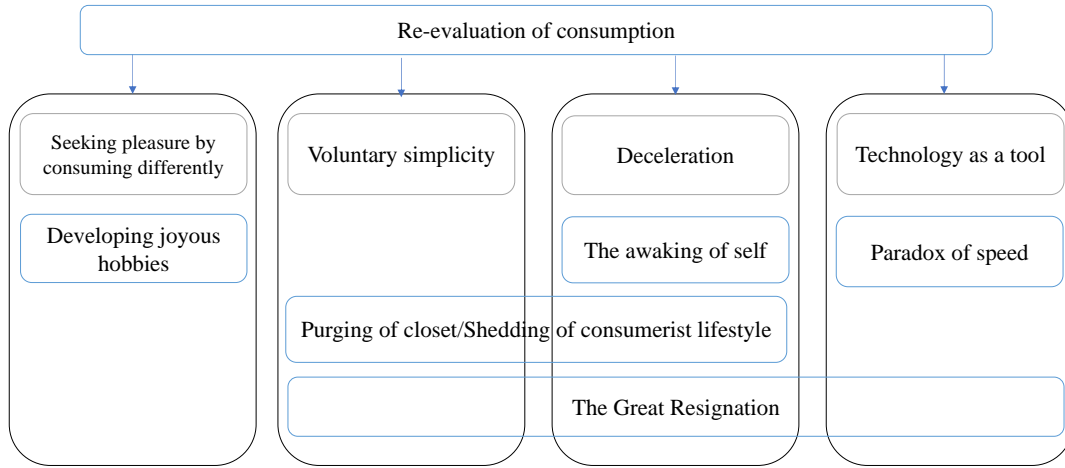 Re-evaluation of consumption
Seeking pleasure by
consuming differently
Voluntary simplicity
Deceleration
Technology as a tool
Developing joyous
hobbies
The awaking of self
Paradox of speed
Purging of closet/Shedding of consumerist lifestyle
The Great Resignation